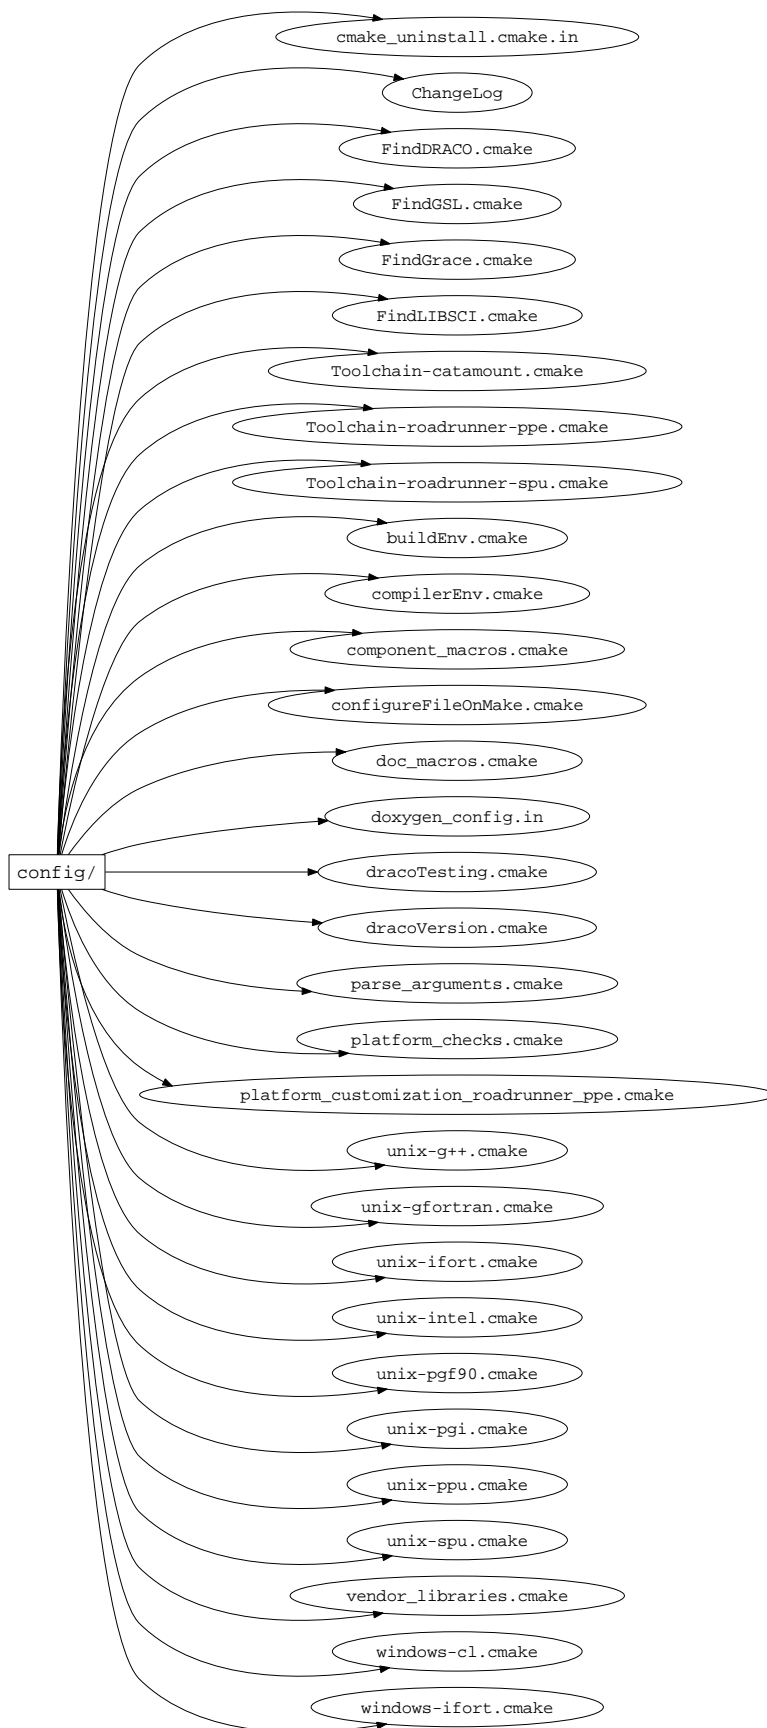 cmake_uninstall.cmake.in
ChangeLog
FindDRACO.cmake
FindGSL.cmake
FindGrace.cmake
FindLIBSCI.cmake
Toolchain-catamount.cmake
Toolchain-roadrunner-ppe.cmake
Toolchain-roadrunner-spu.cmake
buildEnv.cmake
compilerEnv.cmake
component_macros.cmake
configureFileOnMake.cmake
doc_macros.cmake
doxygen_config.in
config/
dracoTesting.cmake
dracoVersion.cmake
parse_arguments.cmake
platform_checks.cmake
platform_customization_roadrunner_ppe.cmake
unix-g++.cmake
unix-gfortran.cmake
unix-ifort.cmake
unix-intel.cmake
unix-pgf90.cmake
unix-pgi.cmake
unix-ppu.cmake
unix-spu.cmake
vendor_libraries.cmake
windows-cl.cmake
windows-ifort.cmake